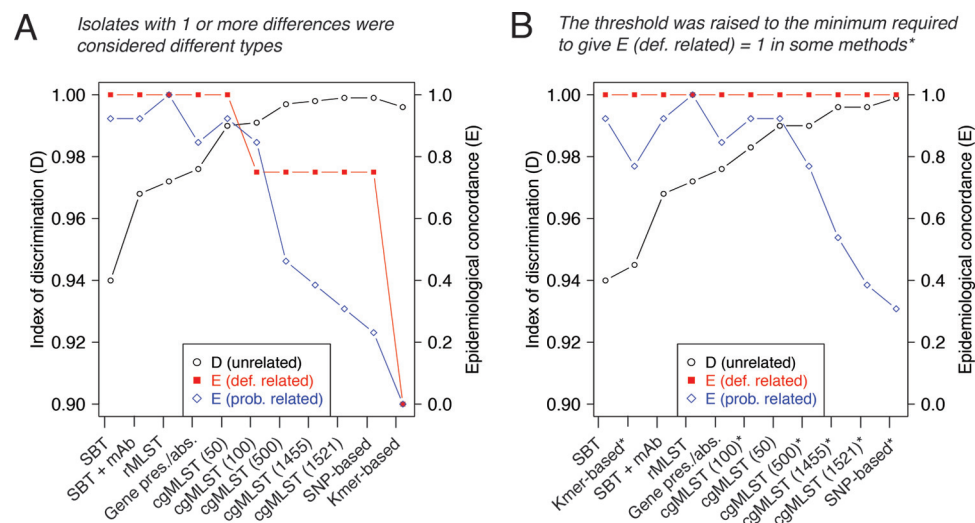 A
Isolates with 1 or more differences were
considered different types
Index of discrimination (D)
1.00
0.98
0.96
0.94
0.92
0.90
1.0
0.8
0.6
0.4
0.2
0.0
Epidemiological concordance (E)
D (unrelated)
E (def. related)
E (prob. related)
SBT
SBT + mAb
rMLST
Gene pres./abs.
cgMLST (50)
cgMLST (100)
cgMLST (500)
cgMLST (1455)
cgMLST (1521)
SNP-based
Kmer-based
B
The threshold was raised to the minimum required
to give E (def. related) = 1 in some methods*
Index of discrimination (D)
1.00
0.98
0.96
0.94
0.92
0.90
1.0
0.8
0.6
0.4
0.2
0.0
Epidemiological concordance (E)
D (unrelated)
E (def. related)
E (prob. related)
SBT
Kmer-based*
SBT + mAb
rMLST
Gene pres./abs.
cgMLST (100)*
cgMLST (50)
cgMLST (500)*
cgMLST (1455)*
cgMLST (1521)*
SNP-based*